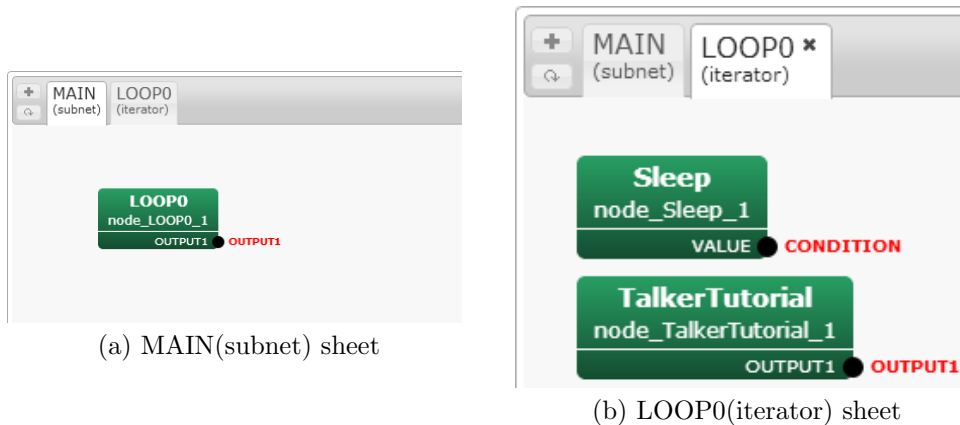 MAIN
(subnet)
LOOP0
(iterator)
LOOP0
node_LOOP0_1
OUTPUT1
OUTPUT1
(a) MAIN(subnet) sheet
MAIN
(subnet)
LOOP0
(iterator)
Sleep
node_Sleep_1
VALUE
CONDITION
TalkerTutorial
node_TalkerTutorial_1
OUTPUT1
OUTPUT1
(b) LOOP0(iterator) sheet